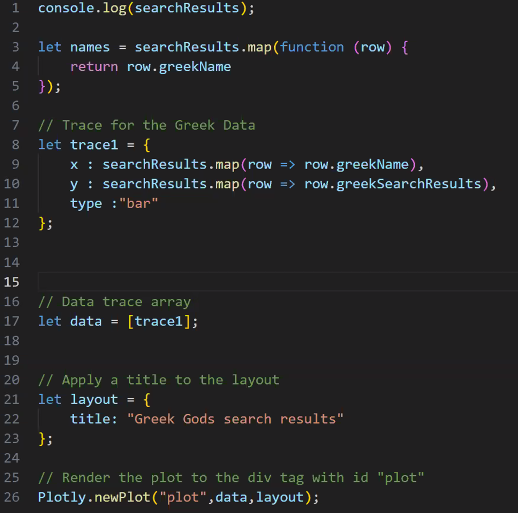 1 console.log(searchResults);
2
3 let names = searchResults.map(function (row) {
4     return row.greekName
5 });
6
7 // Trace for the Greek Data
8 let trace1 = {
9     x : searchResults.map(row => row.greekName),
10     y : searchResults.map(row => row.greekSearchResults),
11     type :"bar"
12 };
13
14
15
16 // Data trace array
17 let data = [trace1];
18
19
20 // Apply a title to the layout
21 let layout = {
22     title: "Greek Gods search results"
23 };
24
25 // Render the plot to the div tag with id "plot"
26 Plotly.newPlot("plot",data,layout);